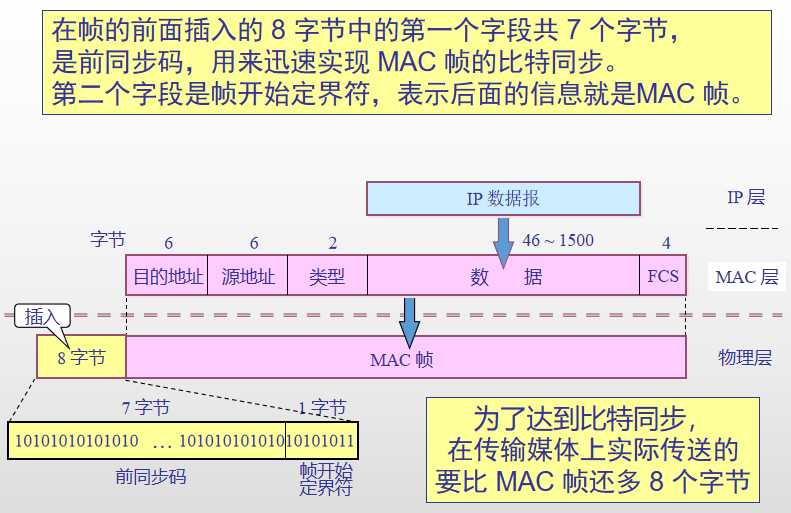 在帧的前面插入的 8 字节中的第一个字段共 7 个字节，
是前同步码，用来迅速实现 MAC 帧的比特同步。
第二个字段是帧开始定界符，表示后面的信息就是MAC 帧。
IP 数据报
IP 层
字节
6
6
2
46 ~ 1500
4
目的地址
源地址
类型
数 据
FCS
MAC 层
插入
8 字节
MAC 帧
物理层
7 字节
1 字节
10101010101010 … 10101010101010101011
前同步码
帧开始
定界符
为了达到比特同步，
在传输媒体上实际传送的
要比 MAC 帧还多 8 个字节